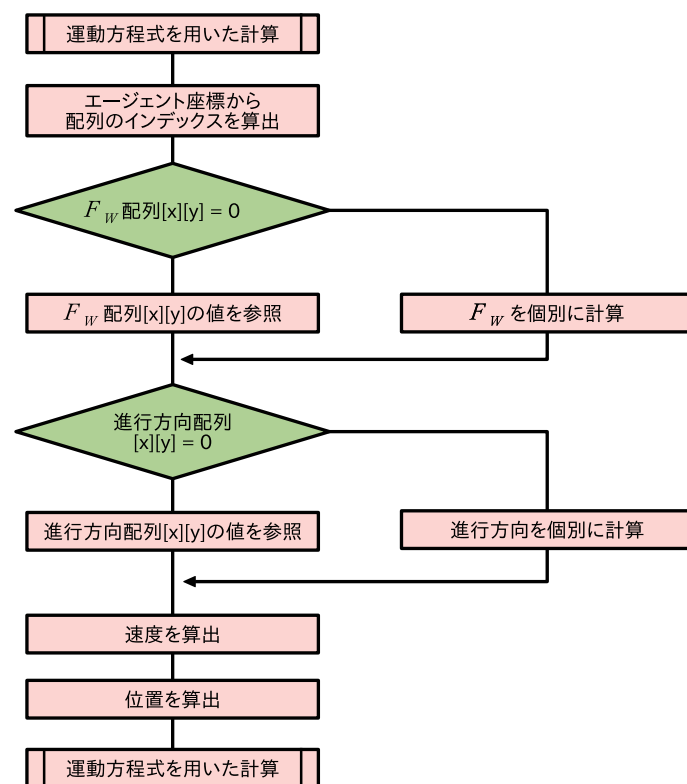 運動方程式を用いた計算
エージェント座標から
配列のインデックスを算出
F W 配列[x][y] = 0
F W 配列[x][y]の値を参照
F W を個別に計算
進行方向配列
[x][y] = 0
進行方向配列[x][y]の値を参照
進行方向を個別に計算
速度を算出
位置を算出
運動方程式を用いた計算